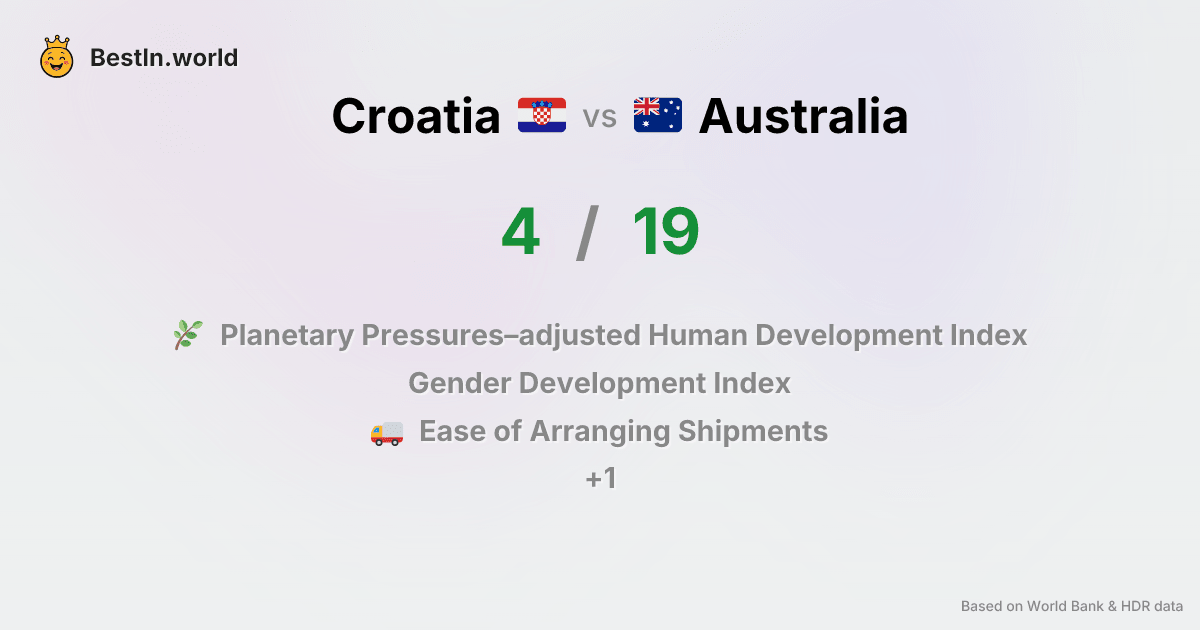 BestIn.world
Croatia vs Australia
4 / 19
Planetary Pressures–adjusted Human Development Index
Gender Development Index
Ease of Arranging Shipments
+1
Based on World Bank & HDR data